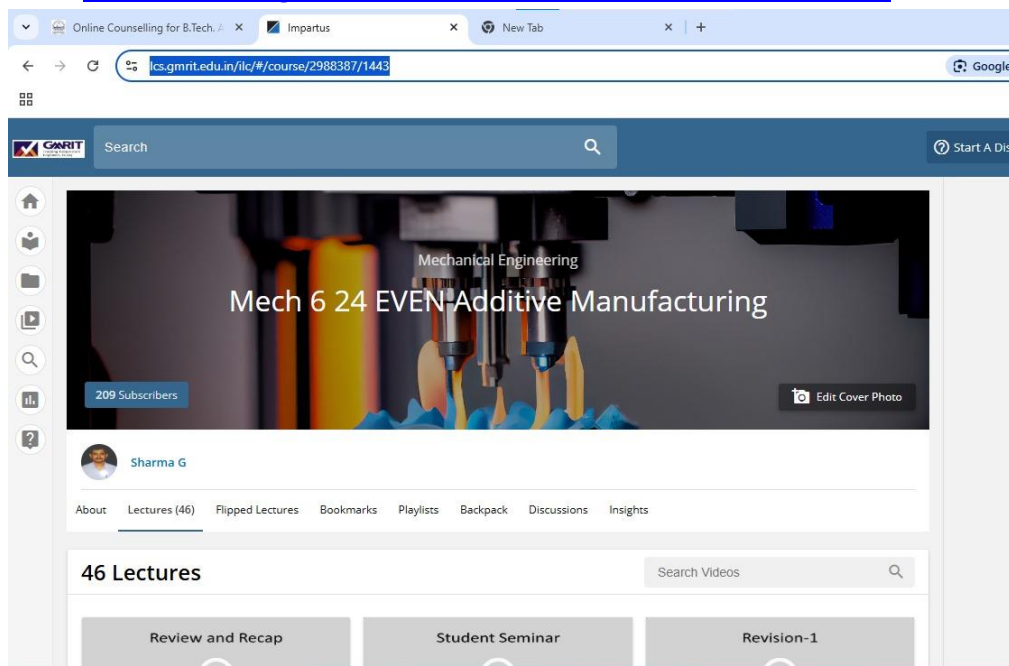 Online Counselling for B.Tech. A
Impartus
New Tab
lcs.gmrit.edu.in/ilc/#/course/2988387/1443
Google
GMRIT
Search
Start A Dis
Mechanical Engineering
Mech 6 24 EVEN Additive Manufacturing
209 Subscribers
Edit Cover Photo
Sharma G
About Lectures (46) Flipped Lectures Bookmarks Playlists Backpack Discussions Insights
46 Lectures
Search Videos
Review and Recap
Student Seminar
Revision-1